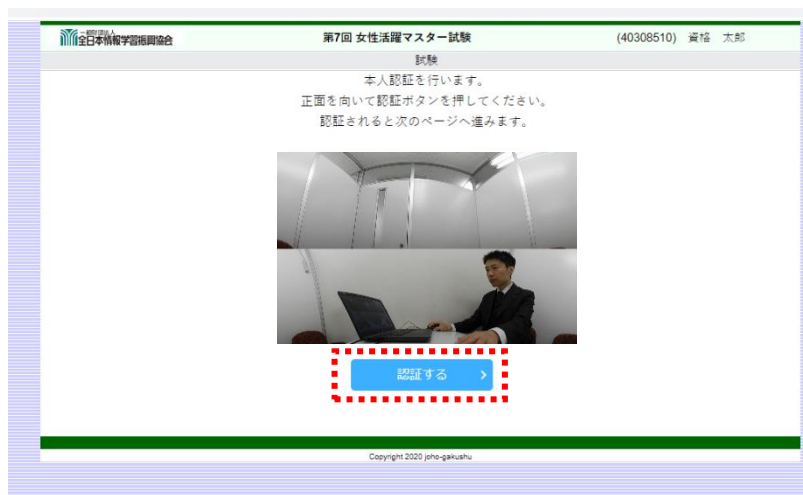 一般財団法人
全日本情報学習振興協会
第7回 女性活躍マスター試験
(40308510) 資格 太郎
試験
本人認証を行います。
正面を向いて認証ボタンを押してください。
認証されると次のページへ進みます。
認証する
Copyright 2020 joho-gakushu